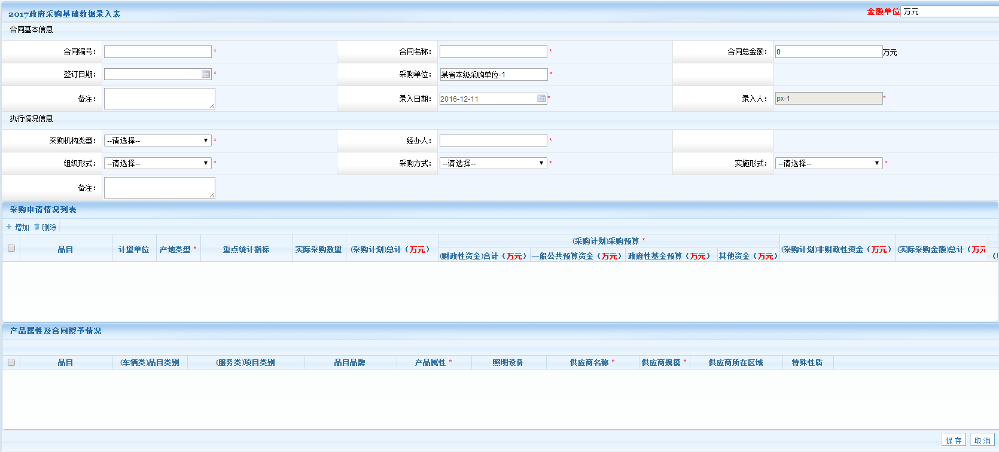 2017政府采购基础数据录入表 金额单位 万元
合同基本信息
合同编号: * 合同名称: * 合同总金额: 0 万元
签订日期: * 采购单位: 某省本级采购单位-1 *
备注: 录入日期: 2016-12-11 * 录入人: px-1 *
执行情况信息
采购机构类型: --请选择-- * 经办人: *
组织形式: --请选择-- * 采购方式: --请选择-- * 实施形式: --请选择-- *
备注:
采购申请情况列表
+ 增加 删除
品目 计量单位 产地类型 * 重点统计指标 实际采购数量 (采购计划)总计（万元） (采购计划)采购预算 * (采购计划)非财政性资金（万元） (实际采购金额)总计（万元
(财政性资金)合计（万元） 一般公共预算资金（万元） 政府性基金预算（万元） 其他资金（万元）
产品属性及合同授予情况
品目 (车辆类)品目类别 (服务类)项目类别 品目品牌 产品属性 * 照明设备 供应商名称 * 供应商规模 * 供应商所在区域 特殊性质
保存 取消